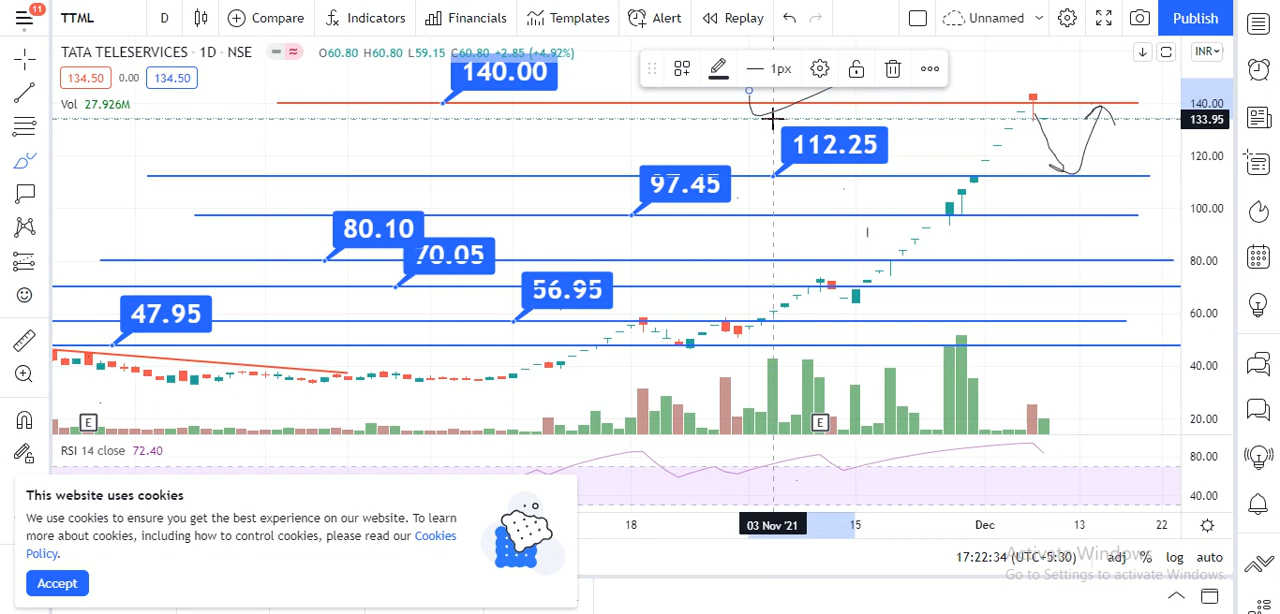 11
TTML
D
Compare
Indicators
Financials
Templates
Alert
Replay
Unnamed
Publish
TATA TELESERVICES · 1D · NSE
O60.80 H60.80 L59.15 C60.80 +2.85 (+4.92%)
134.50 0.00 134.50
Vol 27.926M
1px
INR
140.00
112.25
97.45
80.10
70.05
56.95
47.95
140.00
133.95
120.00
100.00
80.00
60.00
40.00
20.00
E
E
RSI 14 close 72.40
80.00
40.00
18
03 Nov '21
15
Dec
13
22
17:22:34 (UTC+5:30)
adj
%
log
auto
This website uses cookies
We use cookies to ensure you get the best experience on our website. To learn
more about cookies, including how to control cookies, please read our Cookies
Policy.
Accept
Activate Windows
Go to Settings to activate Windows.